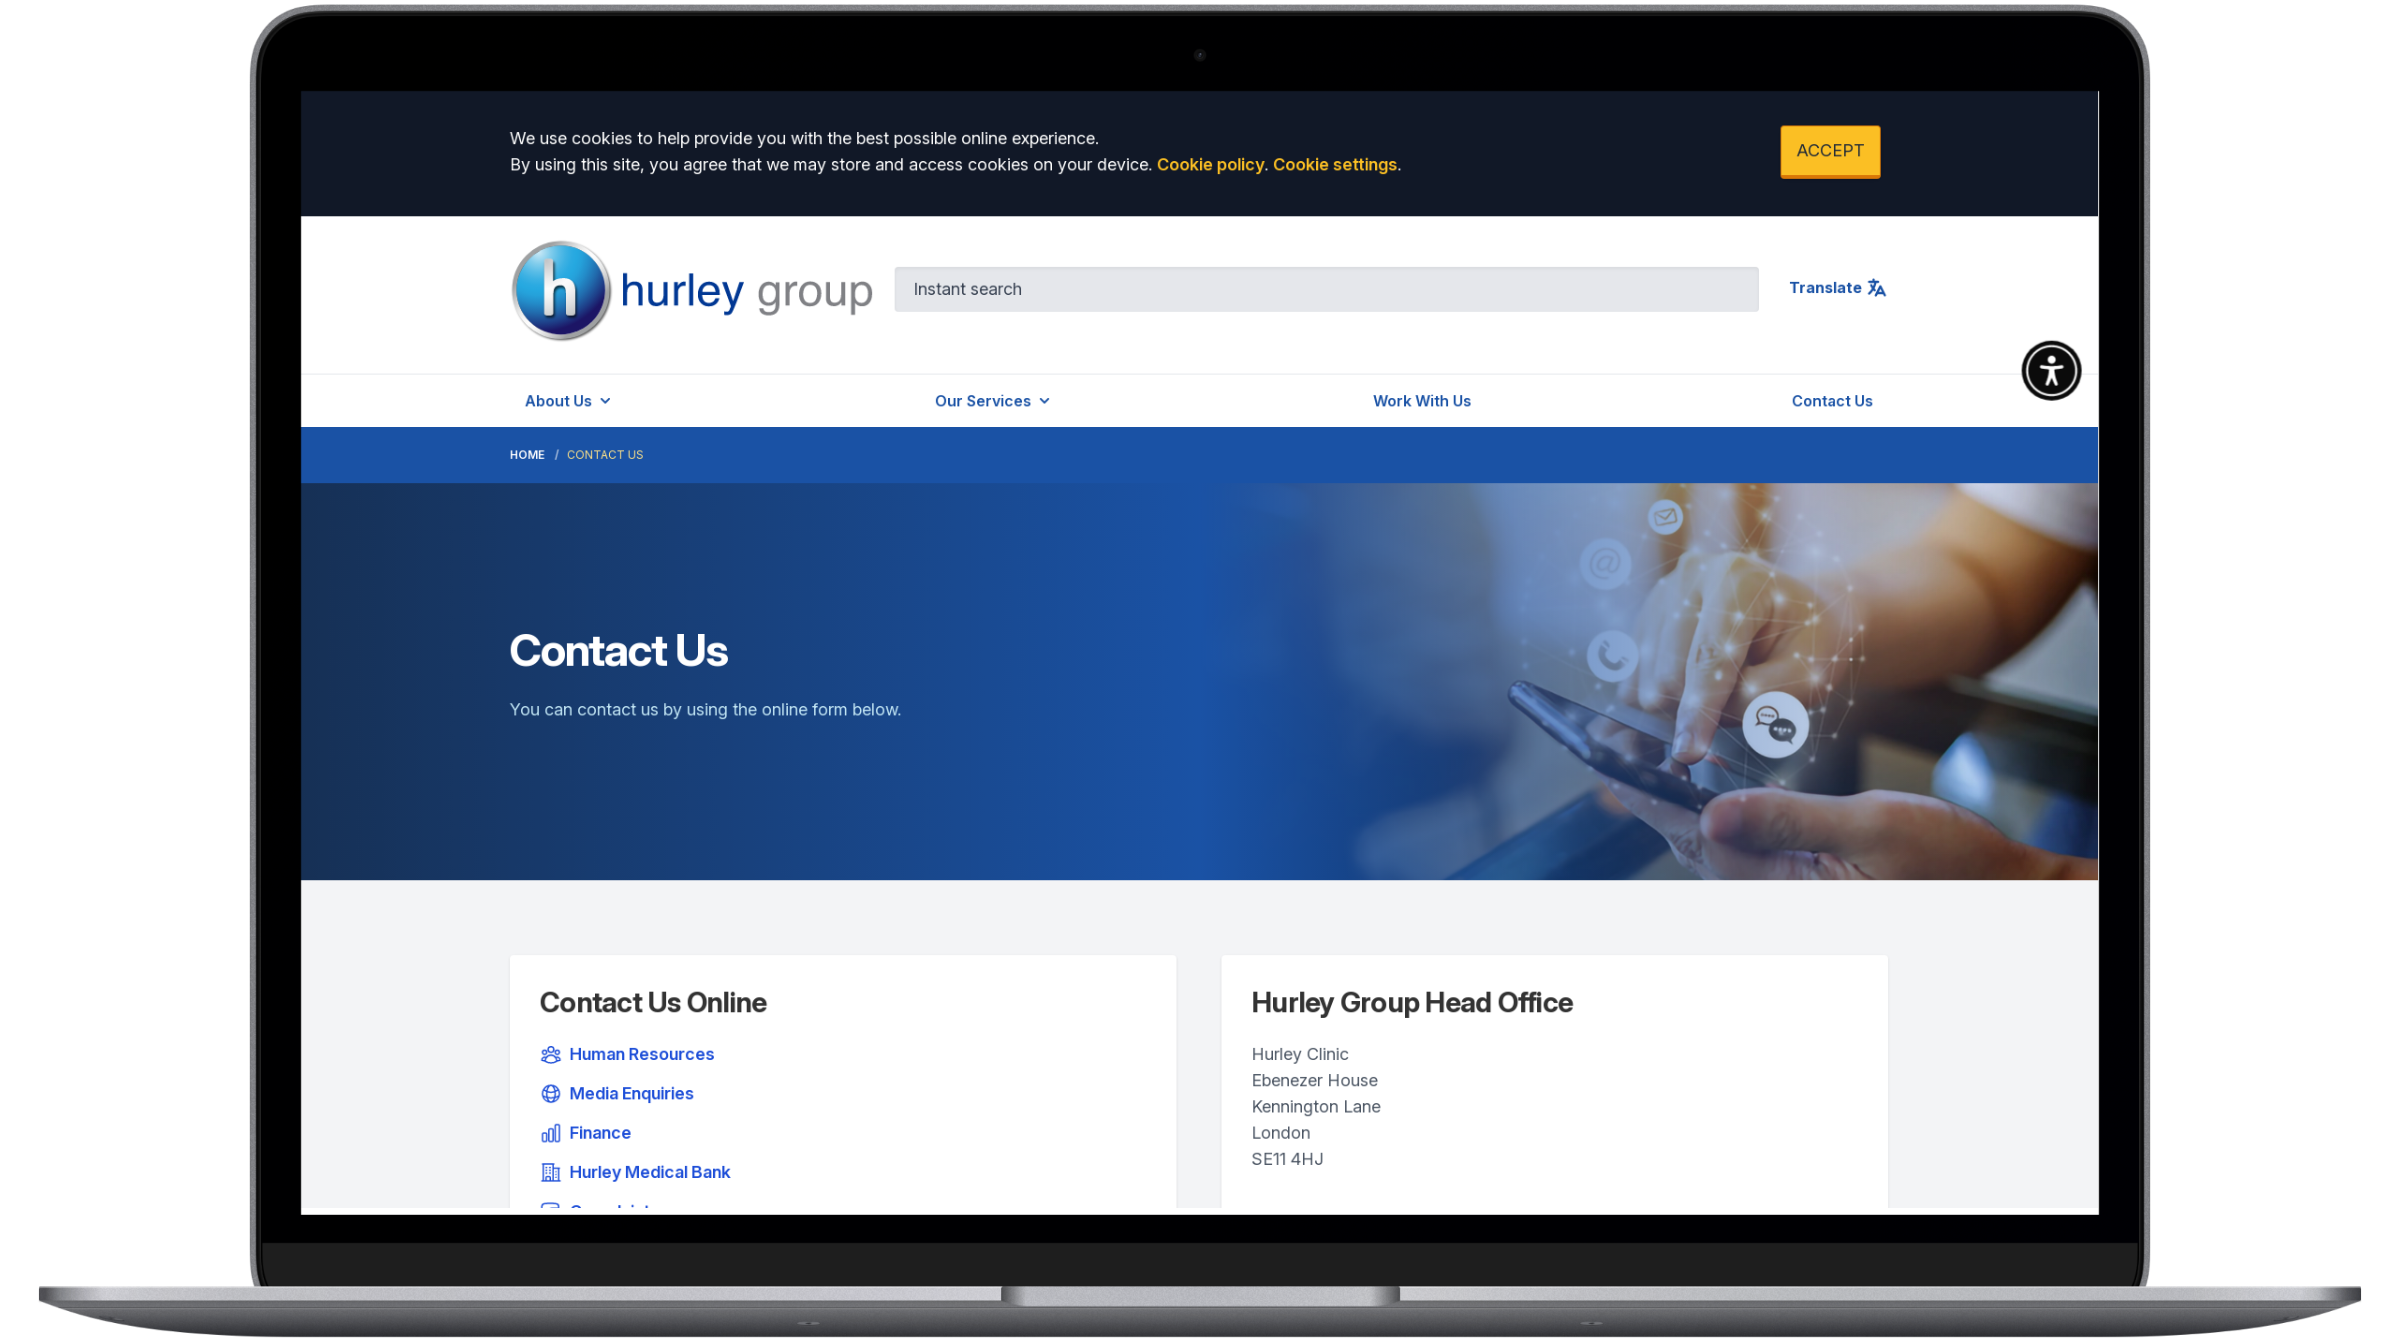 We use cookies to help provide you with the best possible online experience.
By using this site, you agree that we may store and access cookies on your device. Cookie policy. Cookie settings.
ACCEPT
h hurley group
Instant search
Translate
About Us
Our Services
Work With Us
Contact Us
HOME / CONTACT US
Contact Us
You can contact us by using the online form below.
Contact Us Online
Human Resources
Media Enquiries
Finance
Hurley Medical Bank
Hurley Group Head Office
Hurley Clinic
Ebenezer House
Kennington Lane
London
SE11 4HJ